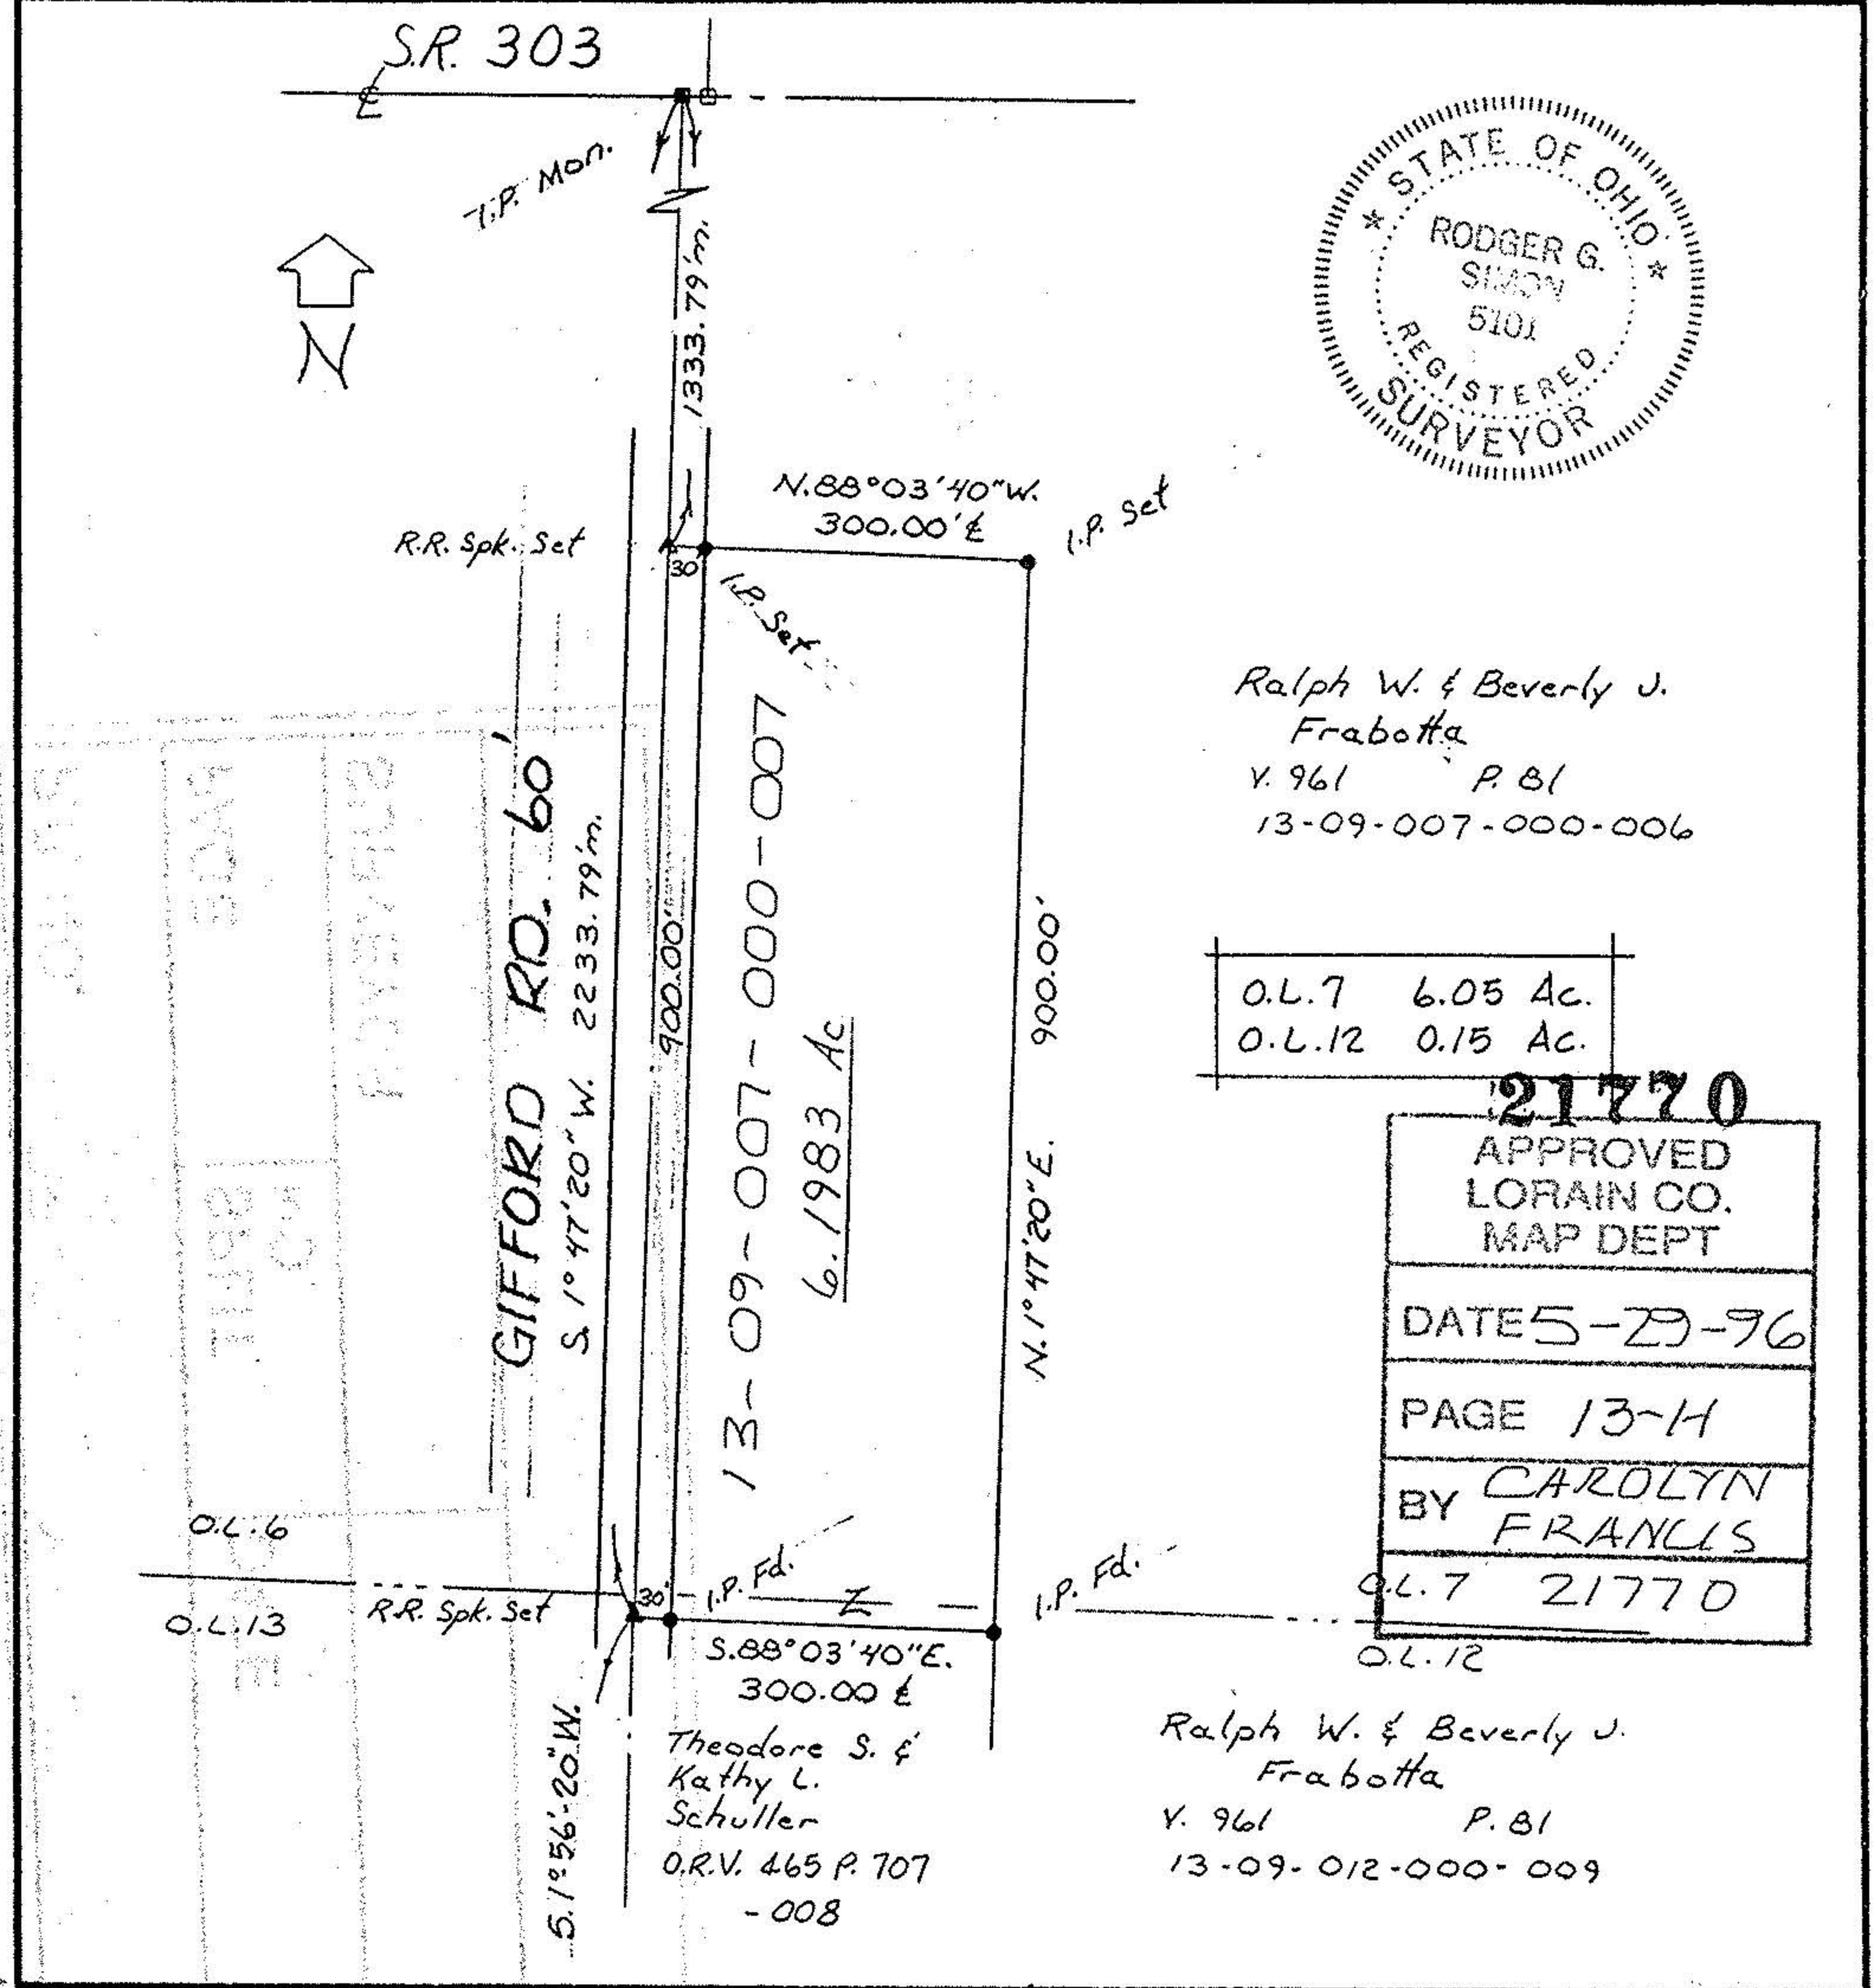 S.R. 303
℄
T.P. Mon.
N
1333.79'm.
STATE OF OHIO
RODGER G.
SIMON
5101
REGISTERED
SURVEYOR
N.88°03'40"W.
300.00'℄
I.P. Set
R.R. Spk. Set
30'
I.P. Set
Ralph W. & Beverly J.
Frabotta
V. 961 P. 81
13-09-007-000-006
GIFFORD RD. 60'
S. 1°47'20" W. 2233.79'm.
900.00'
13-09-007-000-007
6.1983 Ac
N.1°47'20"E. 900.00'
O.L.7 6.05 Ac.
O.L.12 0.15 Ac.
21770
APPROVED
LORAIN CO.
MAP DEPT
DATE 5-29-96
PAGE 13-H
BY CAROLYN
FRANCIS
21770
O.L.6
O.L.13
R.R. Spk. Set
30'
I.P. Fd.
Z
I.P. Fd.
O.L.7
O.L.12
S.88°03'40"E.
300.00 ℄
S.1°56'-20"W.
Theodore S. &
Kathy L.
Schuller
O.R.V. 465 P. 707
-008
Ralph W. & Beverly J.
Frabotta
V. 961 P. 81
13-09-012-000-009